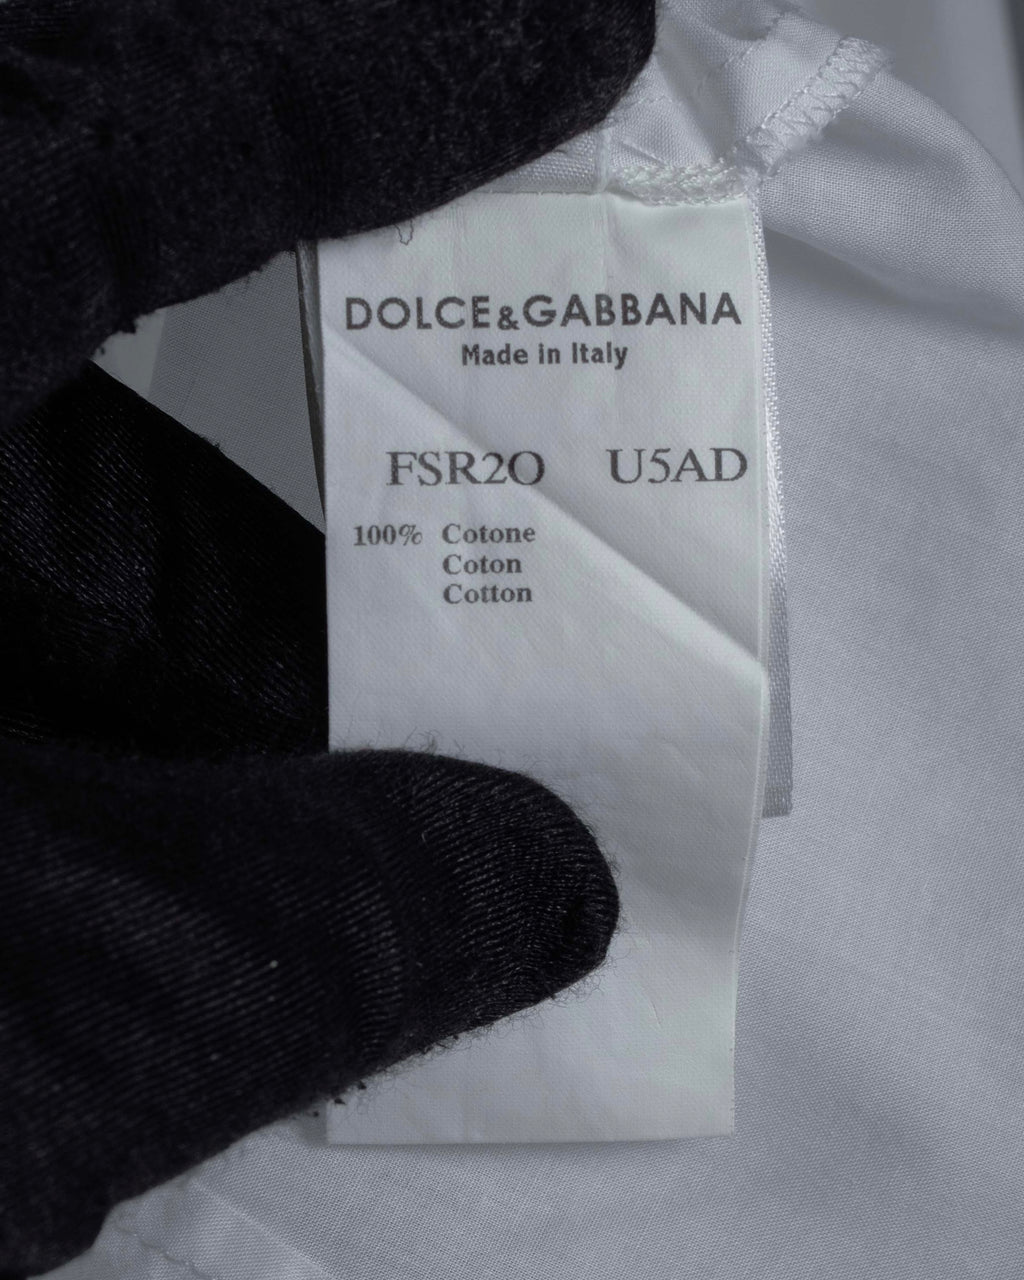 DOLCE&GABBANA
Made in Italy
FSR2O U5AD
100% Cotone
Coton
Cotton